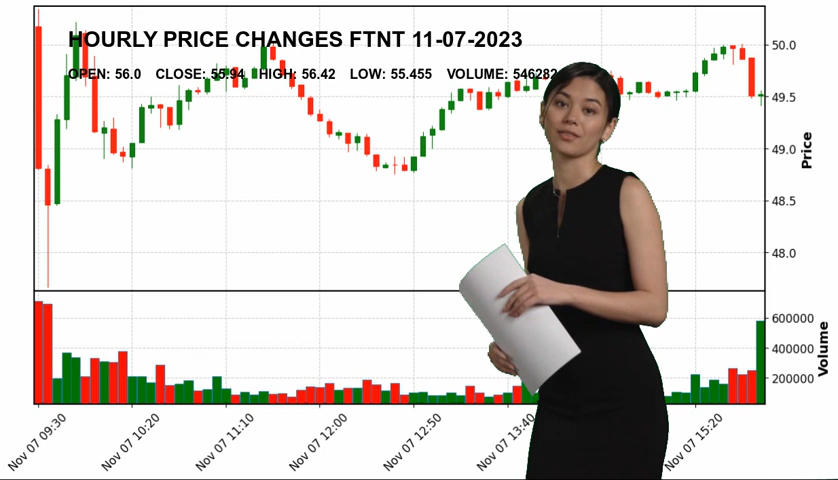 HOURLY PRICE CHANGES FTNT 11-07-2023
OPEN: 56.0 CLOSE: 55.94 HIGH: 56.42 LOW: 55.455 VOLUME: 546282
50.0
49.5
49.0
48.5
48.0
Price
600000
400000
200000
Volume
Nov 07 09:30
Nov 07 10:20
Nov 07 11:10
Nov 07 12:00
Nov 07 12:50
Nov 07 13:40
Nov 07 15:20